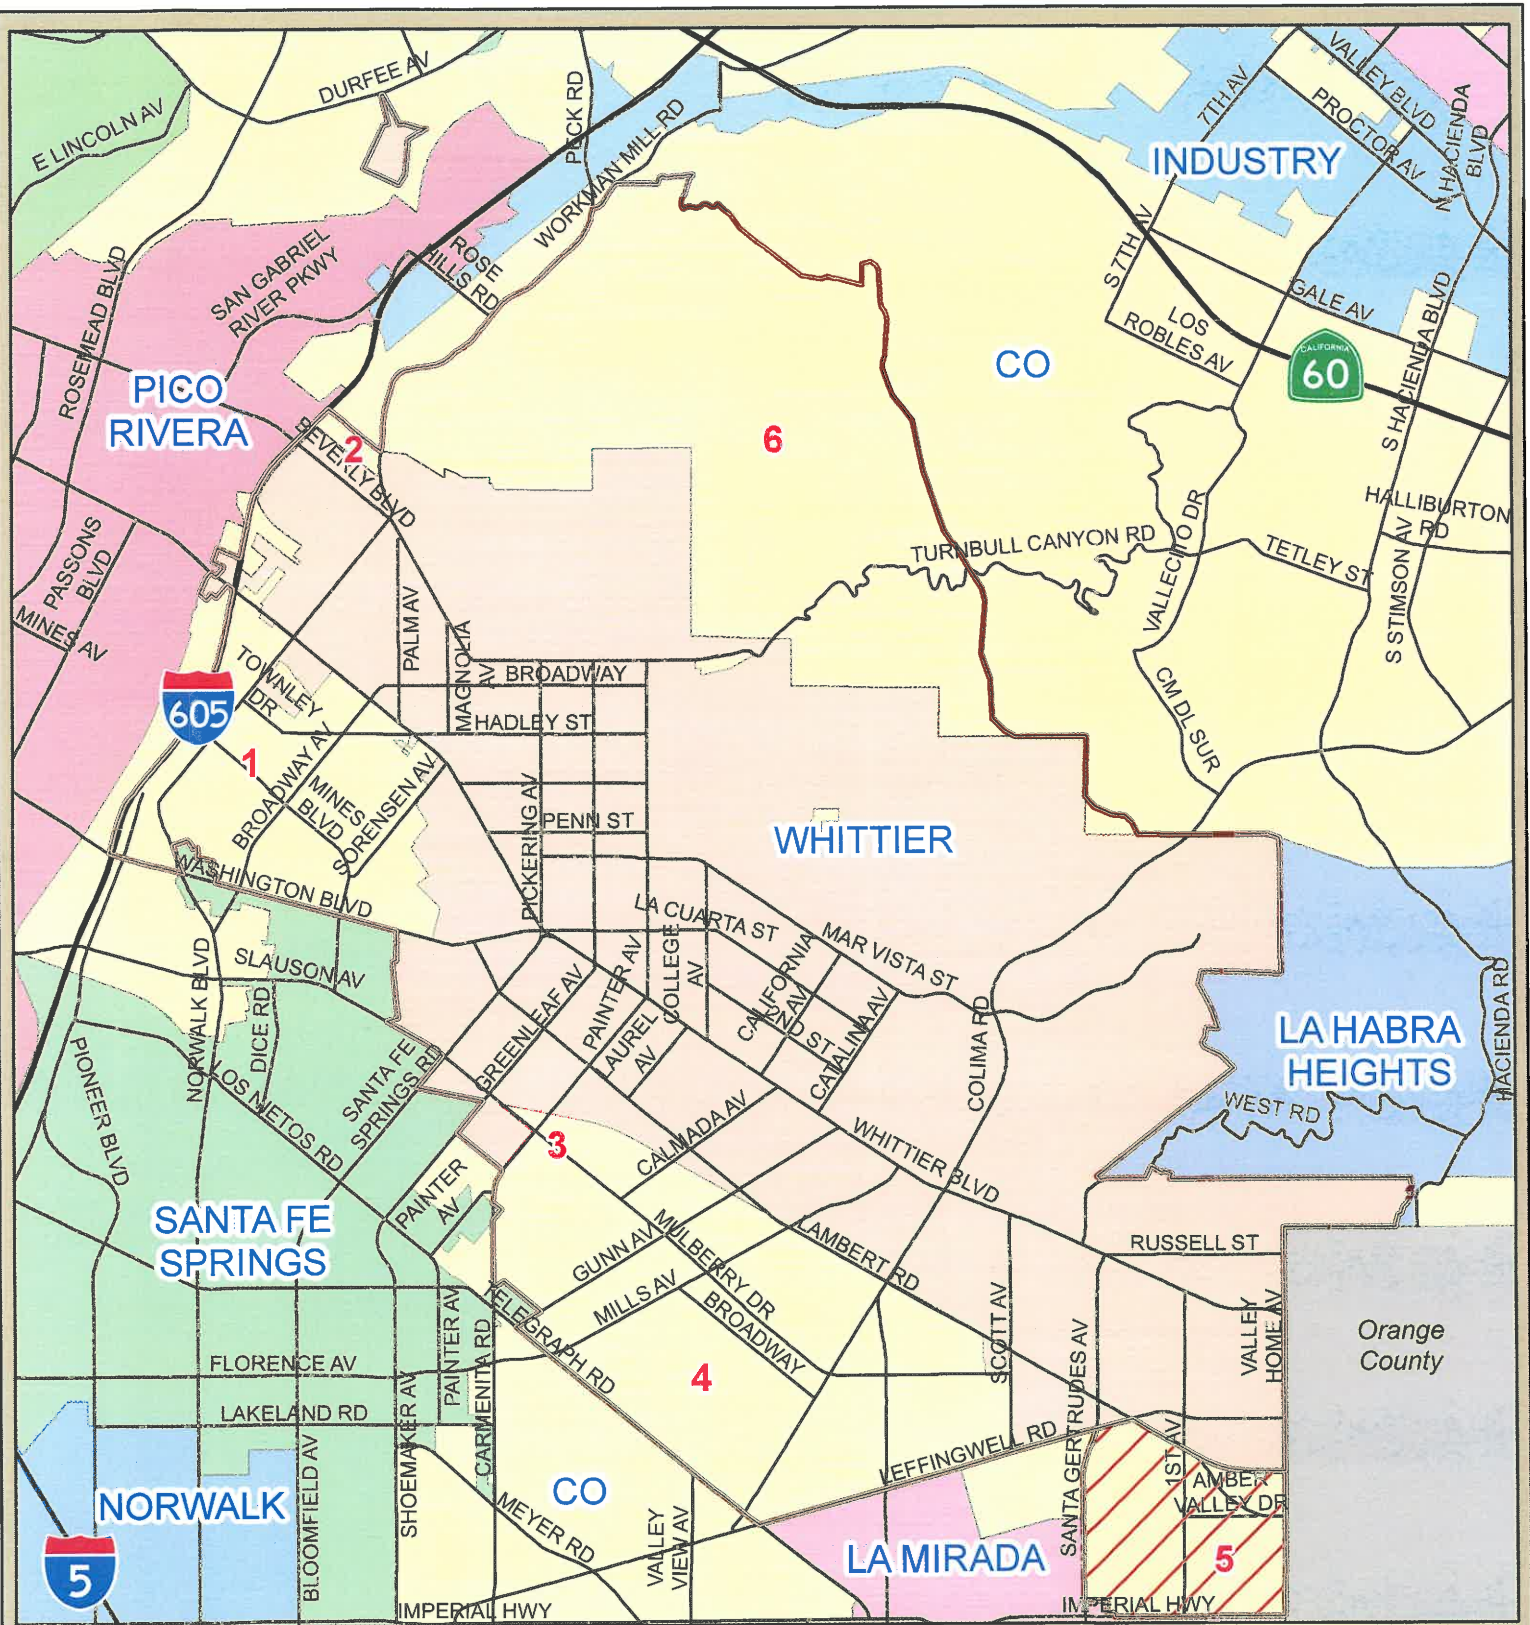 DURFEE AV
E LINCOLN AV
PECK RD
WORKMAN MILL RD
7TH AV
VALLEY BLVD
PROCTOR AV
N HACIENDA
BLVD
INDUSTRY
ROSEMEAD BLVD
SAN GABRIEL
RIVER PKWY
ROSE
HILLS RD
S 7TH AV
GALE AV
LOS
ROBLES AV
CALIFORNIA
60
S HACIENDA BLVD
CO
PICO
RIVERA
2
BEVERLY BLVD
6
HALLIBURTON
RD
PASSONS
BLVD
MINES AV
TURNBULL CANYON RD
VALLECITO DR
TETLEY ST
S STIMSON AV
PALM AV
MAGNOLIA
AV
BROADWAY
TOWNLEY
DR
605
HADLEY ST
CM DL SUR
1
BROADWAY AV
MINES
BLVD
SORENSEN AV
PICKERING AV
PENN ST
WHITTIER
WASHINGTON BLVD
LA CUARTA ST
MAR VISTA ST
NORWALK BLVD
SLAUSON AV
DICE RD
GREENLEAF AV
PAINTER AV
COLLEGE
AV
CALIFORNIA
AV
2ND ST
CATALINA AV
LAUREL
AV
COLIMA RD
LA HABRA
HEIGHTS
HACIENDA RD
WEST RD
PIONEER BLVD
LOS NIETOS RD
SANTA FE
SPRINGS RD
3
CALMADA AV
WHITTIER BLVD
PAINTER
AV
SANTA FE
SPRINGS
GUNN AV
MULBERRY DR
LAMBERT RD
RUSSELL ST
MILLS AV
BROADWAY
TELEGRAPH RD
PAINTER AV
SCOTT AV
SANTA GERTRUDES AV
VALLEY
HOME AV
Orange
County
FLORENCE AV
4
LAKELAND RD
SHOEMAKER AV
CARMENITA RD
LEFFINGWELL RD
1ST AV
AMBER
VALLEY DR
NORWALK
BLOOMFIELD AV
CO
MEYER RD
VALLEY
VIEW AV
LA MIRADA
5
5
IMPERIAL HWY
IMPERIAL HWY